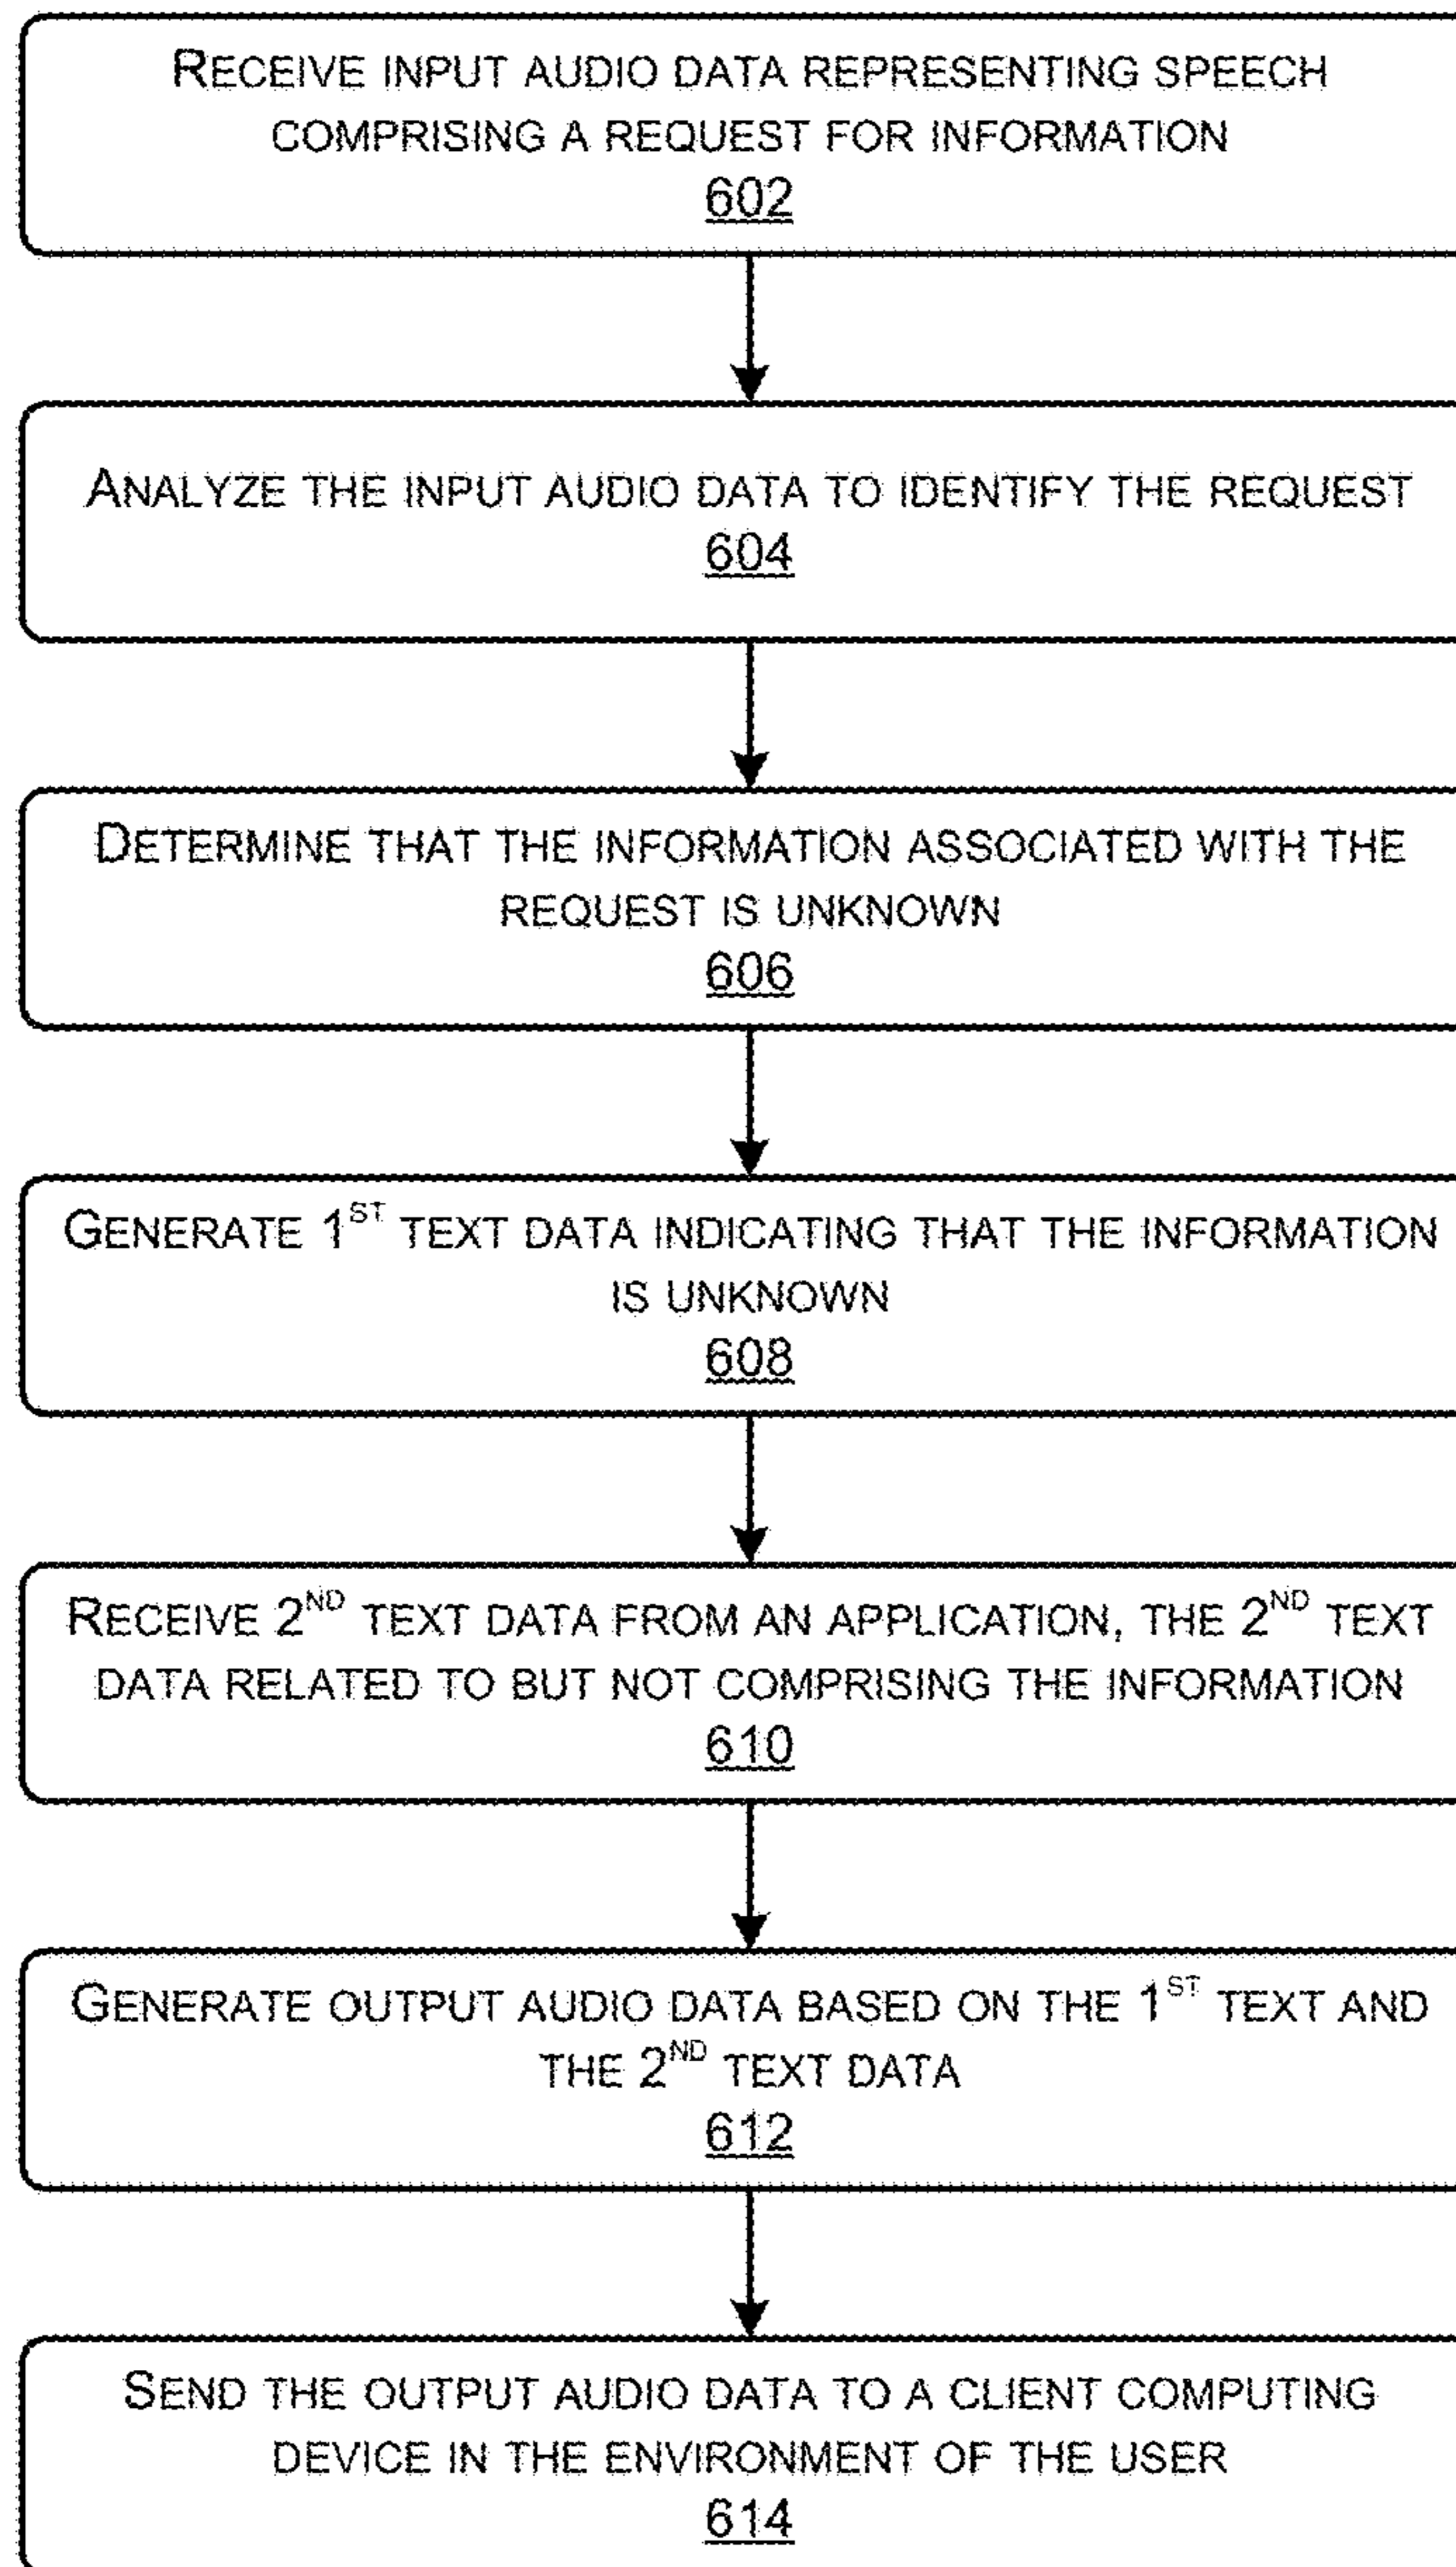 RECEIVE INPUT AUDIO DATA REPRESENTING SPEECH
COMPRISING A REQUEST FOR INFORMATION
602
ANALYZE THE INPUT AUDIO DATA TO IDENTIFY THE REQUEST
604
DETERMINE THAT THE INFORMATION ASSOCIATED WITH THE
REQUEST IS UNKNOWN
606
GENERATE 1ST TEXT DATA INDICATING THAT THE INFORMATION
IS UNKNOWN
608
RECEIVE 2ND TEXT DATA FROM AN APPLICATION, THE 2ND TEXT
DATA RELATED TO BUT NOT COMPRISING THE INFORMATION
610
GENERATE OUTPUT AUDIO DATA BASED ON THE 1ST TEXT AND
THE 2ND TEXT DATA
612
SEND THE OUTPUT AUDIO DATA TO A CLIENT COMPUTING
DEVICE IN THE ENVIRONMENT OF THE USER
614